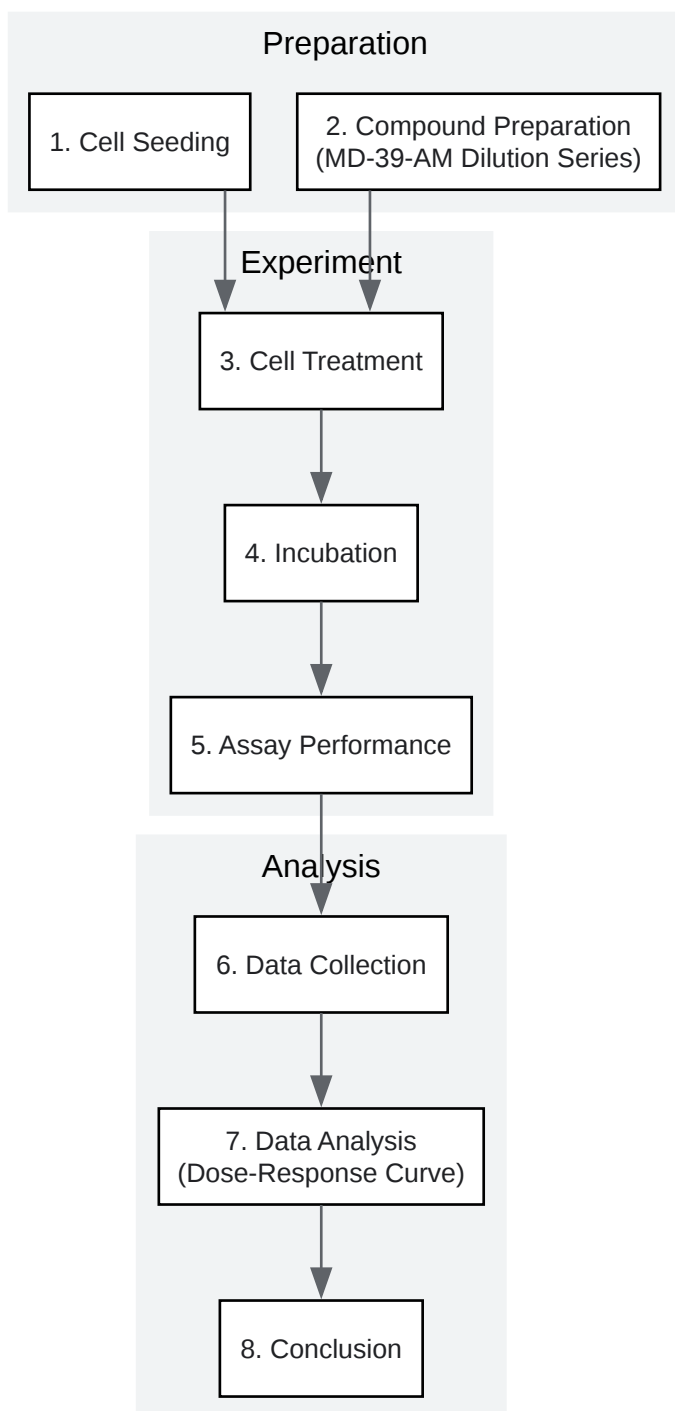 Preparation
1. Cell Seeding
2. Compound Preparation
(MD-39-AM Dilution Series)
Experiment
3. Cell Treatment
4. Incubation
5. Assay Performance
Analysis
6. Data Collection
7. Data Analysis
(Dose-Response Curve)
8. Conclusion